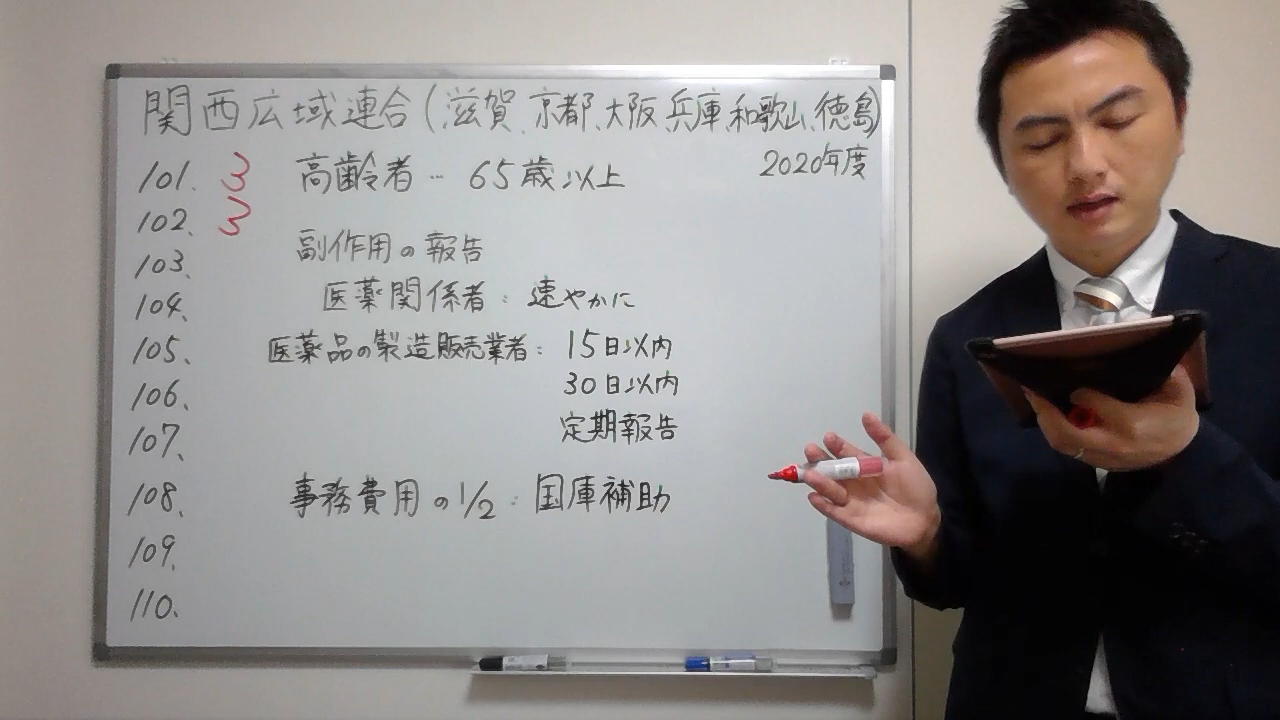 関西広域連合(滋賀、京都、大阪、兵庫、和歌山、徳島)
2020年度
101. 3 高齢者… 65歳以上
102. 3
副作用の報告
103.
医薬関係者：速やかに
104.
105. 医薬品の製造販売業者：15日以内
106. 30日以内
107. 定期報告
108. 事務費用の1/2：国庫補助
109.
110.